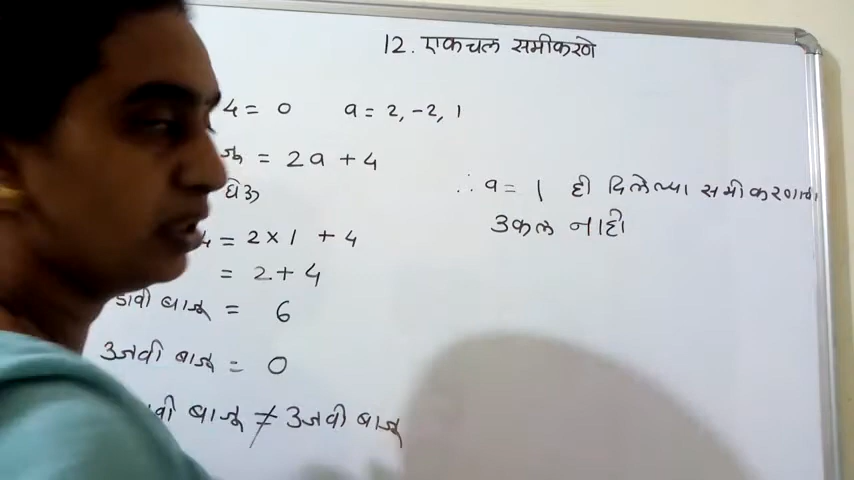 12. एकचल समीकरणे
4 = 0 a = 2, -2, 1
= 2a + 4
घेऊ
4 = 2 × 1 + 4
= 2 + 4
डावी बाजू = 6
उजवी बाजू = 0
बाजू ≠ उजवी बाजू
∴ a = 1 ही दिलेल्या समीकरणाचे
उकल नाही